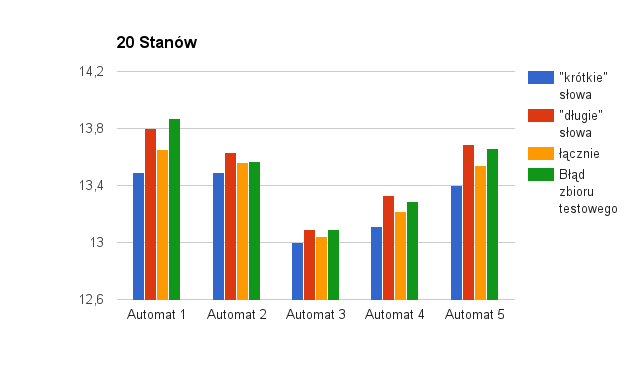 20 Stanów
14,2
13,8
13,4
13
12,6
Automat 1
Automat 2
Automat 3
Automat 4
Automat 5
"krótkie"
słowa
"długie"
słowa
łącznie
Błąd
zbioru
testowego